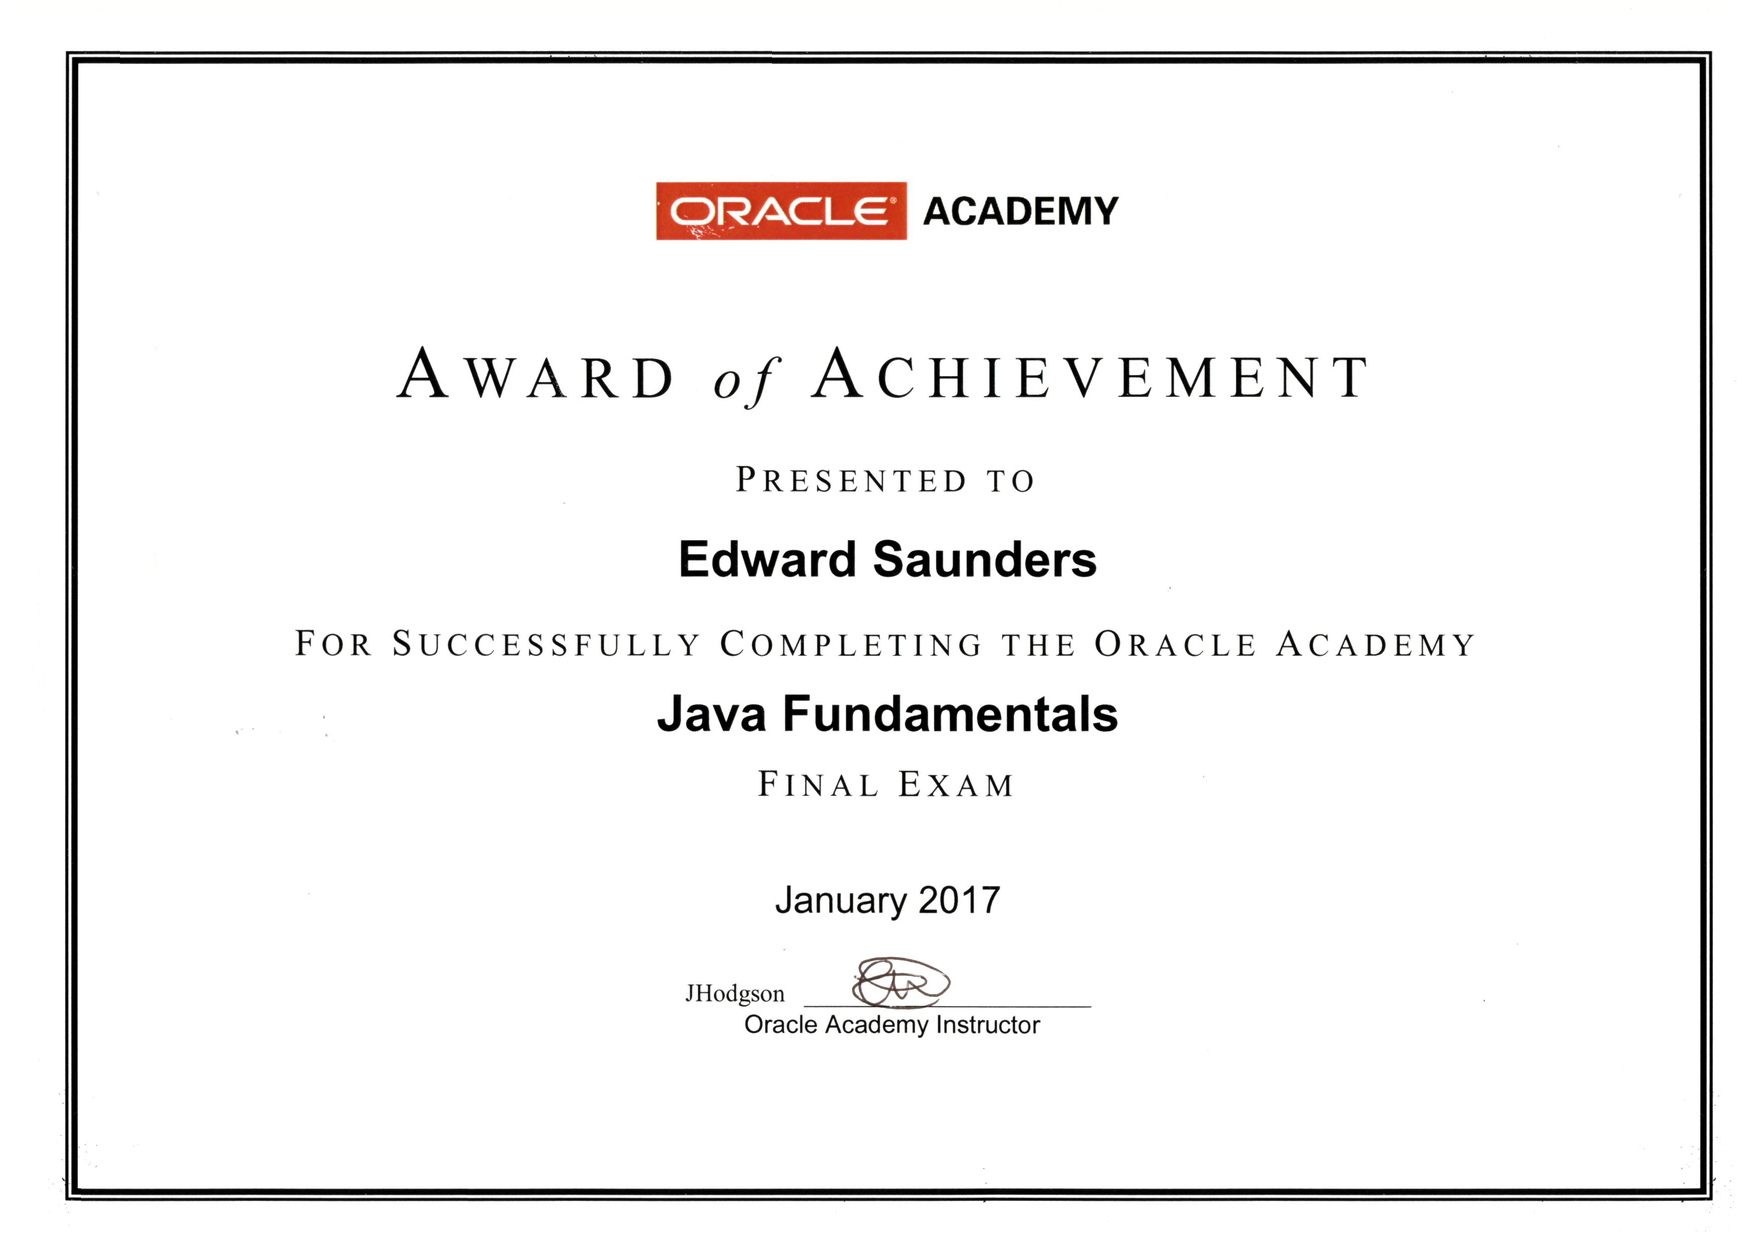 ORACLE® ACADEMY
AWARD of ACHIEVEMENT
PRESENTED TO
Edward Saunders
FOR SUCCESSFULLY COMPLETING THE ORACLE ACADEMY
Java Fundamentals
FINAL EXAM
January 2017
JHodgson
Oracle Academy Instructor